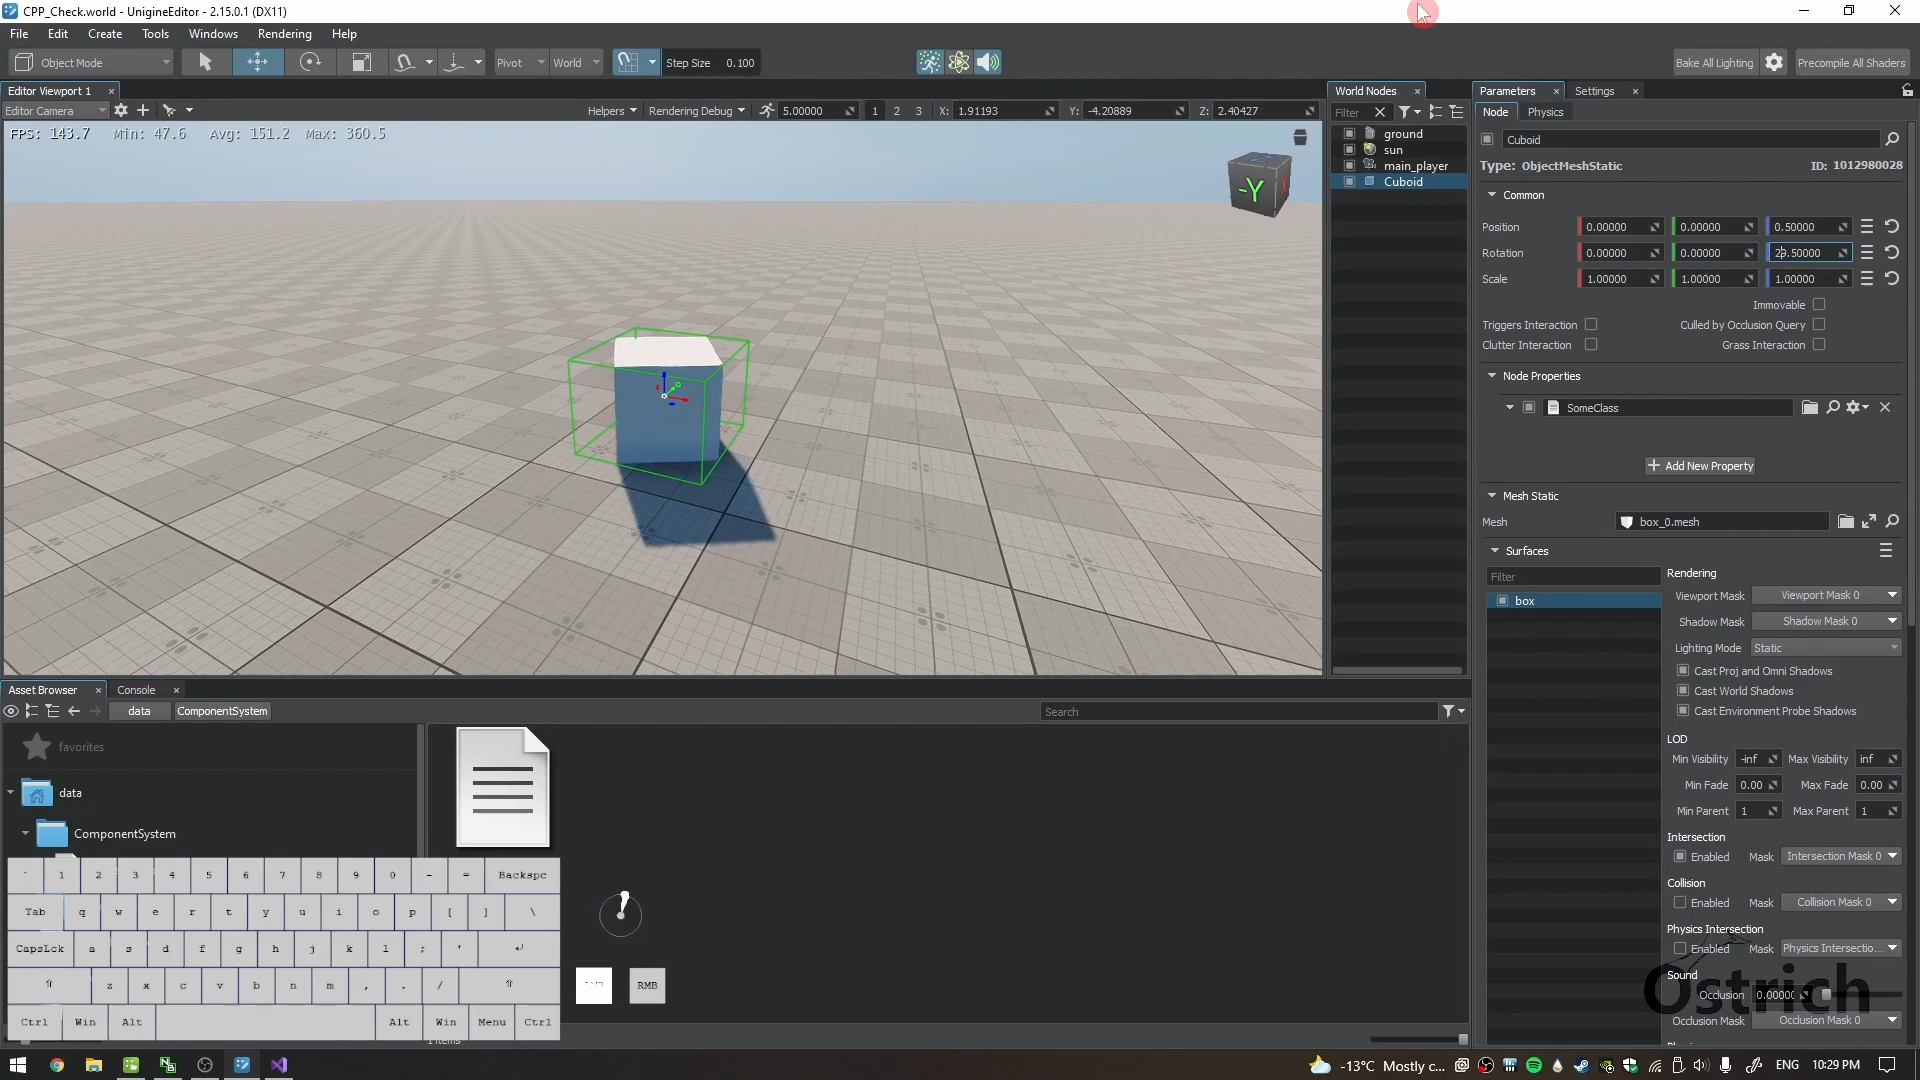 CPP_Check.world - UnigineEditor - 2.15.0.1 (DX11)
File Edit Create Tools Windows Rendering Help
Object Mode Pivot World Step Size 0.100 Bake All Lighting Precompile All Shaders
Editor Viewport 1
Editor Camera Helpers Rendering Debug 5.00000 1 2 3 X: 1.91193 Y: -4.20889 Z: 2.40427
FPS: 143.7 Min: 47.6 Avg: 151.2 Max: 360.5
-Y
World Nodes
Filter
ground
sun
main_player
Cuboid
Parameters Settings
Node Physics
Cuboid
Type: ObjectMeshStatic ID: 1012980028
Common
Position 0.00000 0.00000 0.50000
Rotation 0.00000 0.00000 29.50000
Scale 1.00000 1.00000 1.00000
Immovable
Triggers Interaction Culled by Occlusion Query
Clutter Interaction Grass Interaction
Node Properties
SomeClass
Add New Property
Mesh Static
Mesh box_0.mesh
Surfaces
Filter
box
Rendering
Viewport Mask Viewport Mask 0
Shadow Mask Shadow Mask 0
Lighting Mode Static
Cast Proj and Omni Shadows
Cast World Shadows
Cast Environment Probe Shadows
LOD
Min Visibility -inf Max Visibility inf
Min Fade 0.00 Max Fade 0.00
Min Parent 1 Max Parent 1
Intersection
Enabled Mask Intersection Mask 0
Collision
Enabled Mask Collision Mask 0
Physics Intersection
Enabled Mask Physics Intersectio...
Sound
Occlusion 0.00000
Occlusion Mask Occlusion Mask 0
Ostrich
Asset Browser Console
data ComponentSystem Search
favorites
data
ComponentSystem
` 1 2 3 4 5 6 7 8 9 0 - = Backspc
Tab q w e r t y u i o p [ ] \
CapsLck a s d f g h j k l ; ' ↵
⇧ z x c v b n m , . / ⇧
Ctrl Win Alt Alt Win Menu Ctrl
RMB
-13°C Mostly c... ENG 10:29 PM